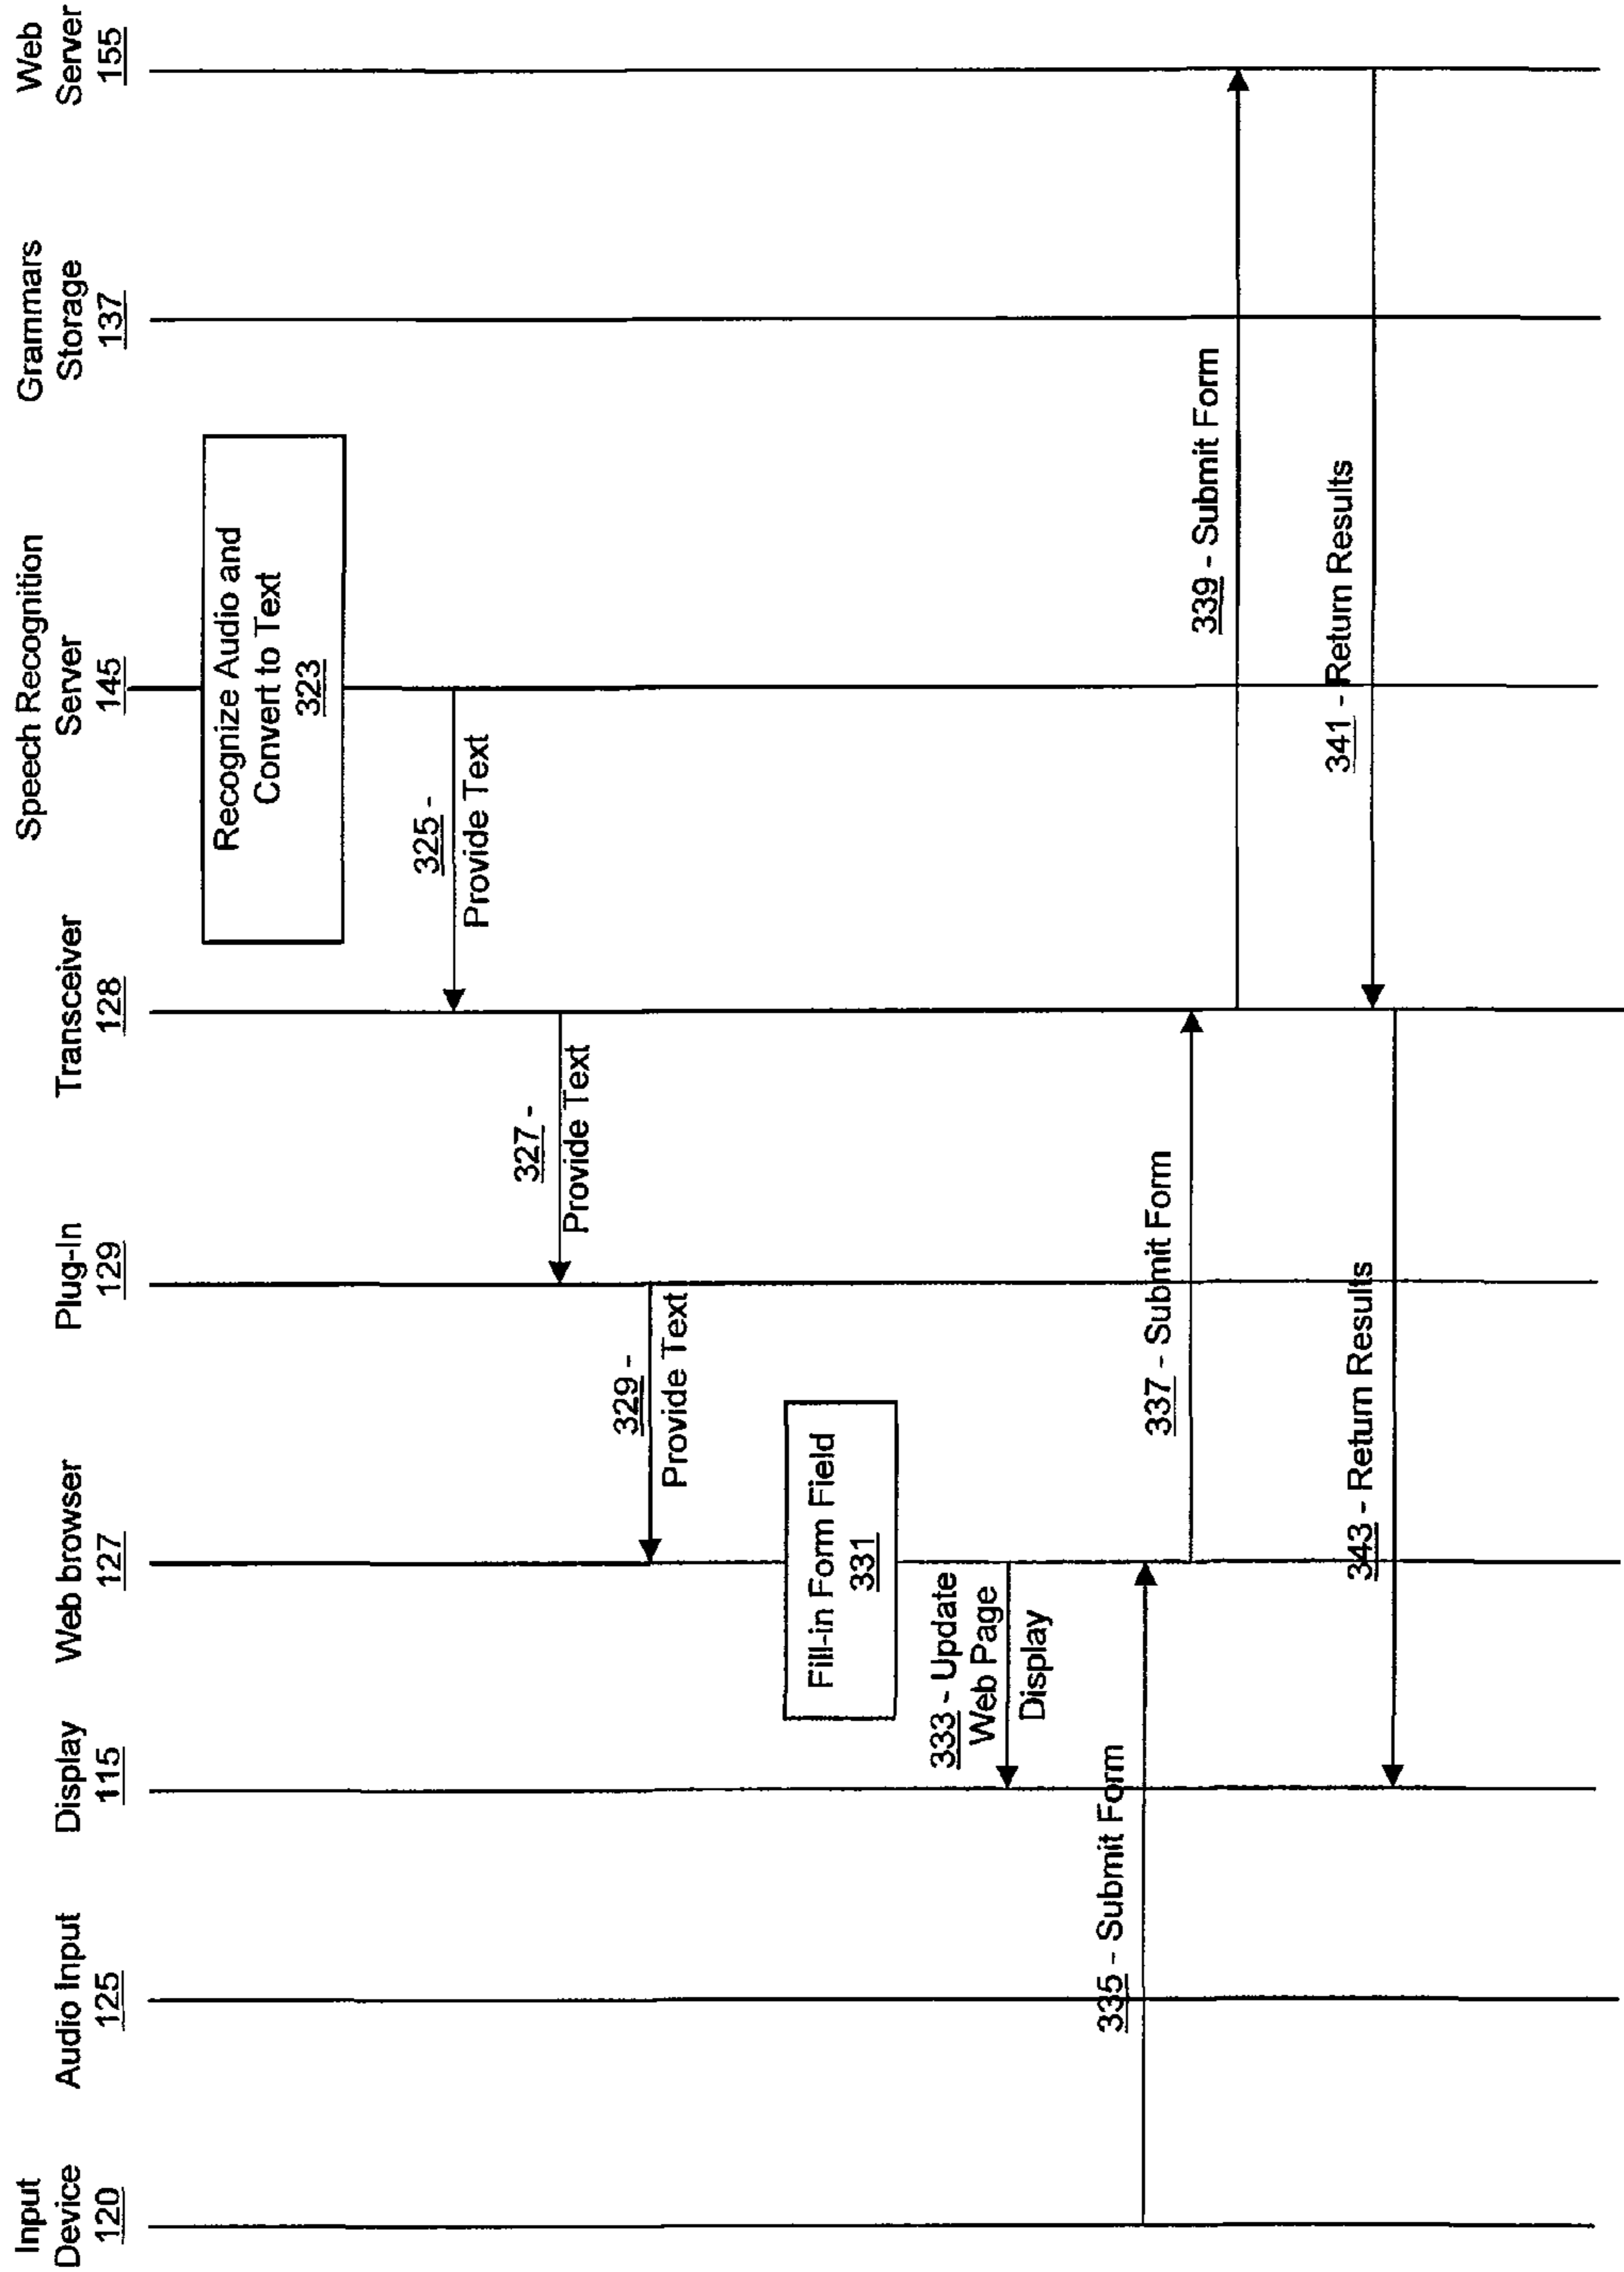 Input
Device
120
Audio Input
125
Display
115
Web browser
127
Plug-In
129
Transceiver
128
Speech Recognition
Server
145
Grammars
Storage
137
Web
Server
155
Recognize Audio and
Convert to Text
323
325 -
Provide Text
327 -
Provide Text
329 -
Provide Text
Fill-in Form Field
331
333 - Update
Web Page
Display
335 - Submit Form
337 - Submit Form
339 - Submit Form
341 - Return Results
343 - Return Results